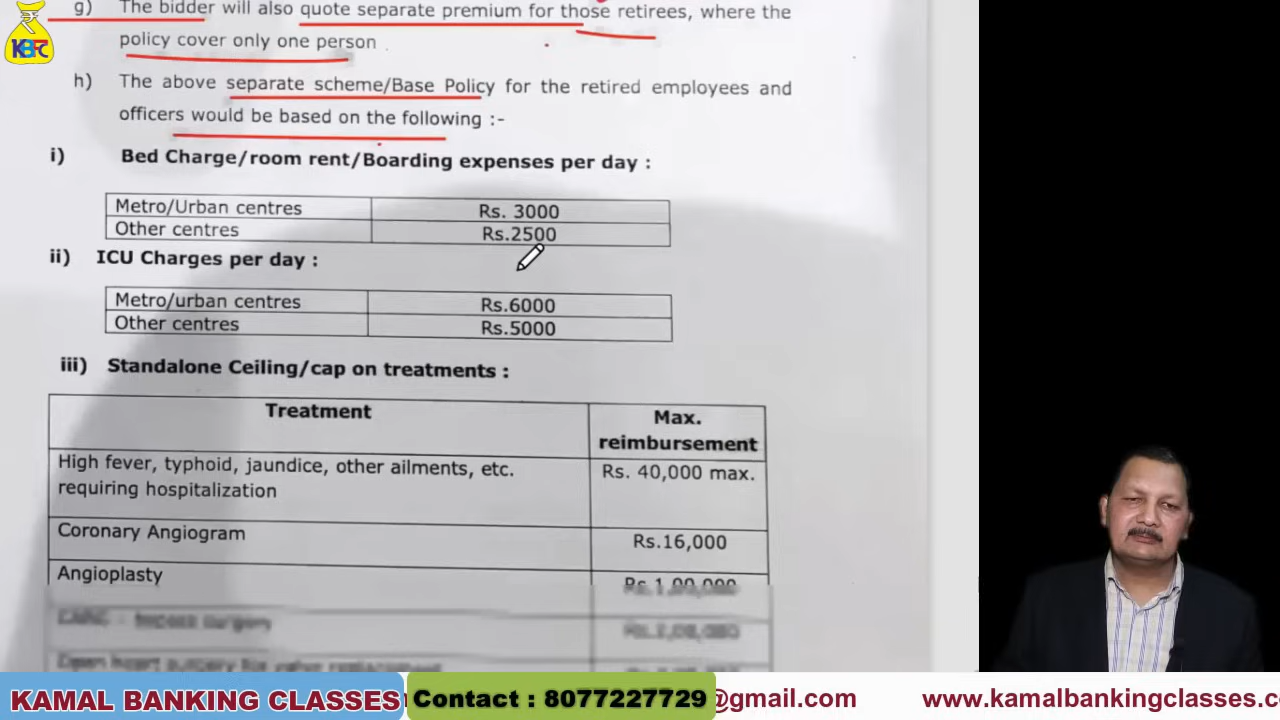 g) The bidder will also quote separate premium for those retirees, where the
policy cover only one person
h) The above separate scheme/Base Policy for the retired employees and
officers would be based on the following :-
i) Bed Charge/room rent/Boarding expenses per day :
Metro/Urban centres Rs. 3000
Other centres Rs.2500
ii) ICU Charges per day :
Metro/urban centres Rs.6000
Other centres Rs.5000
iii) Standalone Ceiling/cap on treatments :
Treatment Max.
reimbursement
High fever, typhoid, jaundice, other ailments, etc. Rs. 40,000 max.
requiring hospitalization
Coronary Angiogram Rs.16,000
Angioplasty Rs.1,00,000
KBFC
KAMAL BANKING CLASSES
Contact : 8077227729
@gmail.com
www.kamalbankingclasses.c